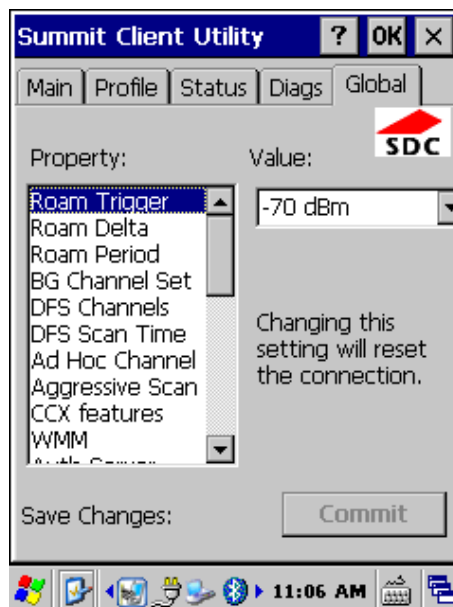 Summit Client Utility ? OK ×
Main Profile Status Diags Global
SDC
Property:
Value:
Roam Trigger
Roam Delta
Roam Period
BG Channel Set
DFS Channels
DFS Scan Time
Ad Hoc Channel
Aggressive Scan
CCX features
WMM
-70 dBm
Changing this
setting will reset
the connection.
Save Changes:
Commit
11:06 AM